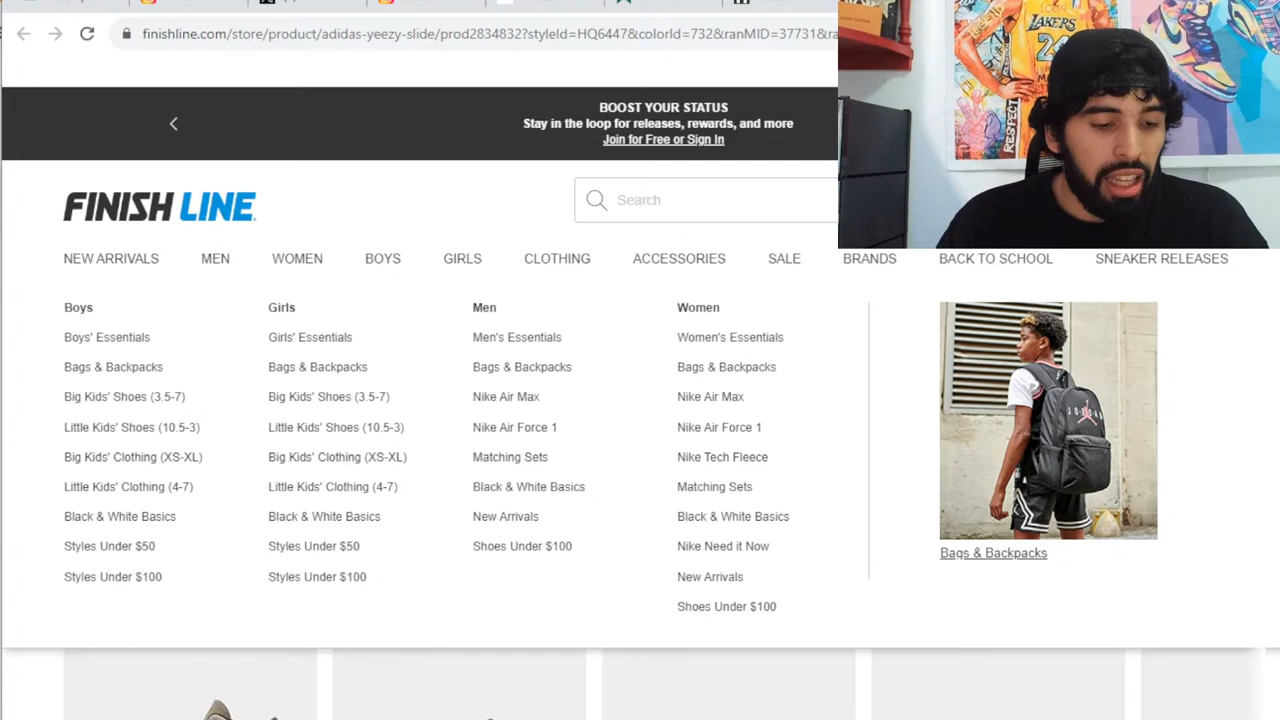 finishline.com/store/product/adidas-yeezy-slide/prod2834832?styleId=HQ6447&colorId=732&ranMID=37731&ra
BOOST YOUR STATUS
Stay in the loop for releases, rewards, and more
Join for Free or Sign In
LAKERS
RESPECT
FINISH LINE
Search
NEW ARRIVALS MEN WOMEN BOYS GIRLS CLOTHING ACCESSORIES SALE BRANDS BACK TO SCHOOL SNEAKER RELEASES
Boys
Boys' Essentials
Bags & Backpacks
Big Kids' Shoes (3.5-7)
Little Kids' Shoes (10.5-3)
Big Kids' Clothing (XS-XL)
Little Kids' Clothing (4-7)
Black & White Basics
Styles Under $50
Styles Under $100
Girls
Girls' Essentials
Bags & Backpacks
Big Kids' Shoes (3.5-7)
Little Kids' Shoes (10.5-3)
Big Kids' Clothing (XS-XL)
Little Kids' Clothing (4-7)
Black & White Basics
Styles Under $50
Styles Under $100
Men
Men's Essentials
Bags & Backpacks
Nike Air Max
Nike Air Force 1
Matching Sets
Black & White Basics
New Arrivals
Shoes Under $100
Women
Women's Essentials
Bags & Backpacks
Nike Air Max
Nike Air Force 1
Nike Tech Fleece
Matching Sets
Black & White Basics
Nike Need it Now
New Arrivals
Shoes Under $100
JORDAN
Bags & Backpacks